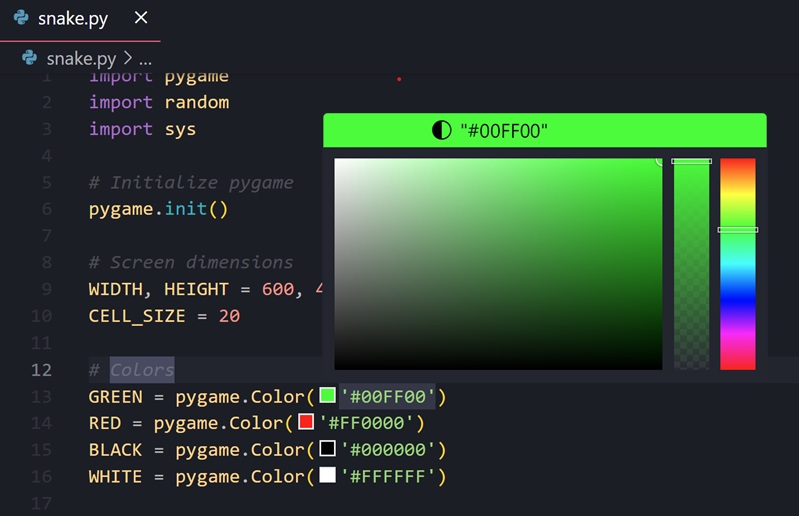 snake.py
snake.py > ...
1 import pygame
2 import random
3 import sys
4
5 # Initialize pygame
6 pygame.init()
7
8 # Screen dimensions
9 WIDTH, HEIGHT = 600,
10 CELL_SIZE = 20
11
12 # Colors
13 GREEN = pygame.Color('#00FF00')
14 RED = pygame.Color('#FF0000')
15 BLACK = pygame.Color('#000000')
16 WHITE = pygame.Color('#FFFFFF')
17
"#00FF00"